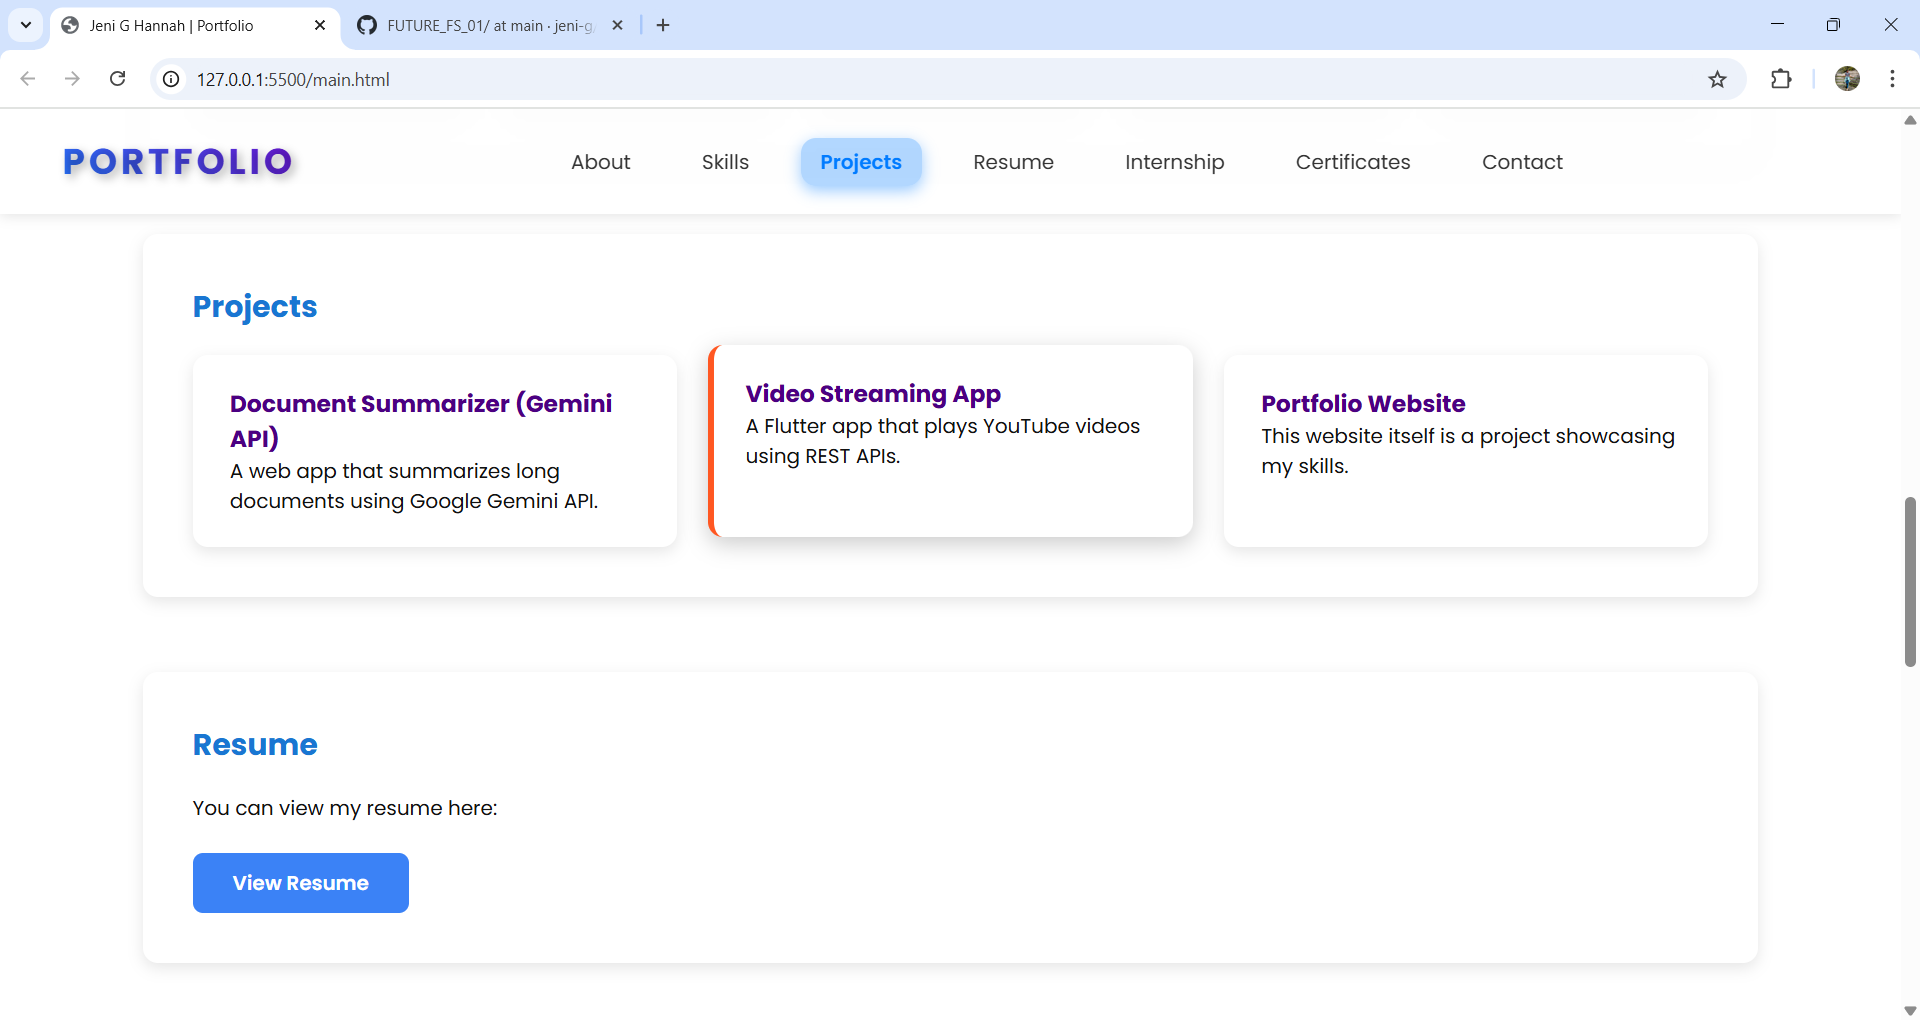 Jeni G Hannah | Portfolio
FUTURE_FS_01/ at main · jeni-g
127.0.0.1:5500/main.html
PORTFOLIO
About
Skills
Projects
Resume
Internship
Certificates
Contact
Projects
Document Summarizer (Gemini
API)
A web app that summarizes long
documents using Google Gemini API.
Video Streaming App
A Flutter app that plays YouTube videos
using REST APIs.
Portfolio Website
This website itself is a project showcasing
my skills.
Resume
You can view my resume here:
View Resume